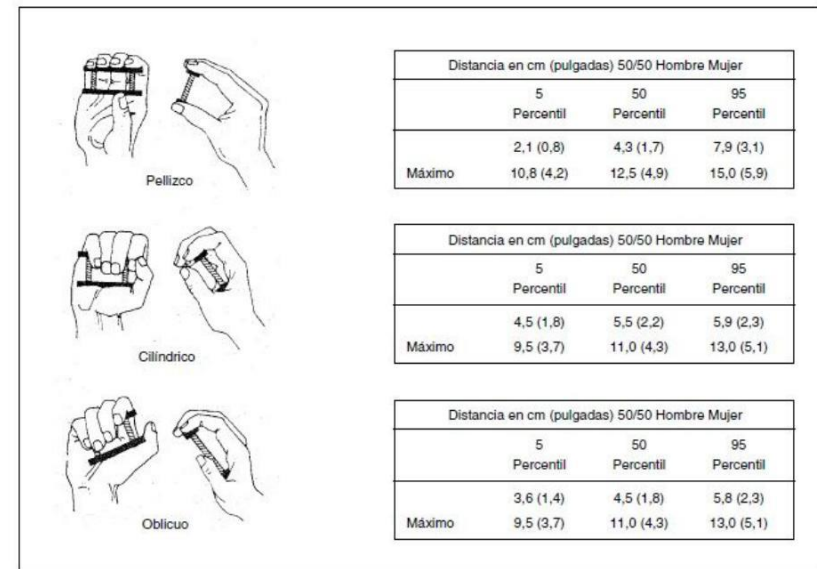 Pellizco
Distancia en cm (pulgadas) 50/50 Hombre Mujer
5 50 95
Percentil Percentil Percentil
2,1 (0,8) 4,3 (1,7) 7,9 (3,1)
Máximo 10,8 (4,2) 12,5 (4,9) 15,0 (5,9)
Cilíndrico
Distancia en cm (pulgadas) 50/50 Hombre Mujer
5 50 95
Percentil Percentil Percentil
4,5 (1,8) 5,5 (2,2) 5,9 (2,3)
Máximo 9,5 (3,7) 11,0 (4,3) 13,0 (5,1)
Oblicuo
Distancia en cm (pulgadas) 50/50 Hombre Mujer
5 50 95
Percentil Percentil Percentil
3,6 (1,4) 4,5 (1,8) 5,8 (2,3)
Máximo 9,5 (3,7) 11,0 (4,3) 13,0 (5,1)